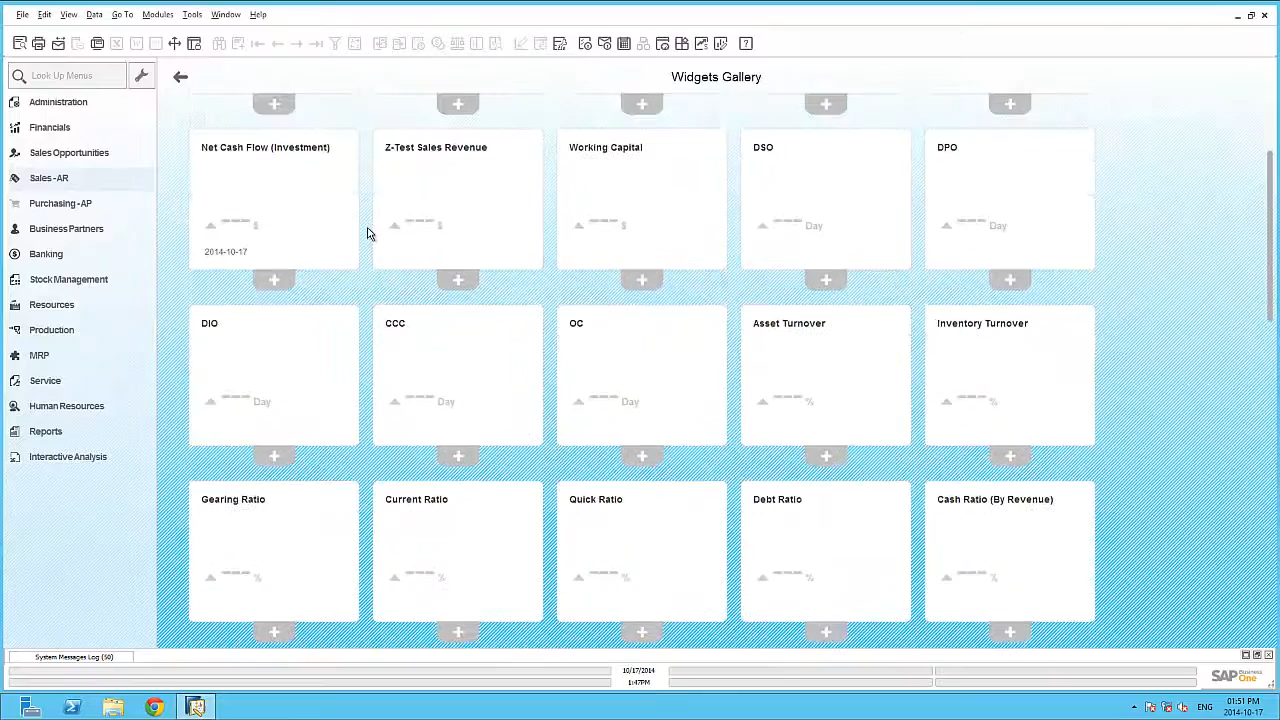 File Edit View Data Go To Modules Tools Window Help
Look Up Menus
Widgets Gallery
Administration
Financials
Sales Opportunities
Sales - AR
Purchasing - AP
Business Partners
Banking
Stock Management
Resources
Production
MRP
Service
Human Resources
Reports
Interactive Analysis
Net Cash Flow (Investment) Z-Test Sales Revenue Working Capital DSO DPO
$ $ $ Day Day
2014-10-17
DIO CCC OC Asset Turnover Inventory Turnover
Day Day Day % %
Gearing Ratio Current Ratio Quick Ratio Debt Ratio Cash Ratio (By Revenue)
% % % % %
System Messages Log (50)
10/17/2014
1:47PM
SAP Business One
ENG
01:51 PM
2014-10-17